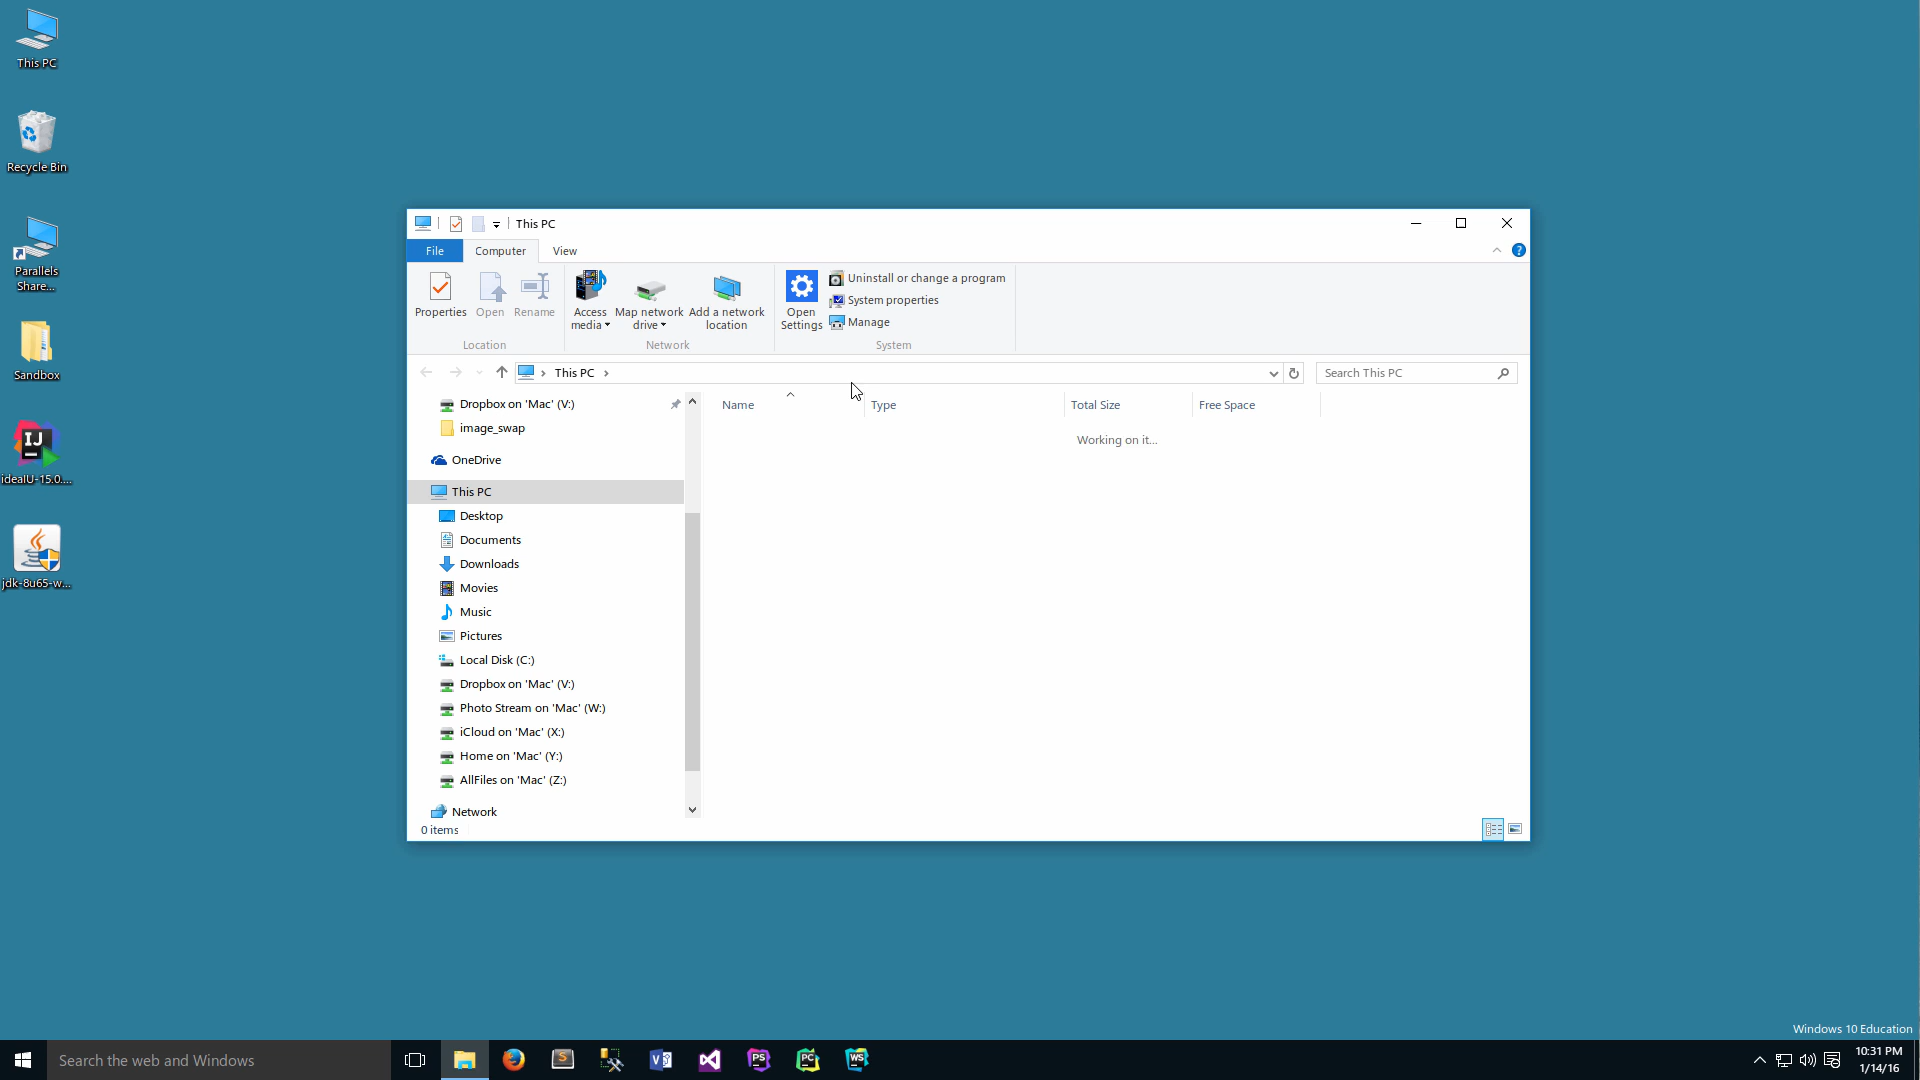 This PC
Recycle Bin
Parallels
Share...
Sandbox
ideaIU-15.0....
jdk-8u65-w...
This PC
File
Computer
View
Properties
Open
Rename
Access
media
Map network
drive
Add a network
location
Open
Settings
Uninstall or change a program
System properties
Manage
Location
Network
System
This PC
Search This PC
Dropbox on 'Mac' (V:)
image_swap
OneDrive
This PC
Desktop
Documents
Downloads
Movies
Music
Pictures
Local Disk (C:)
Dropbox on 'Mac' (V:)
Photo Stream on 'Mac' (W:)
iCloud on 'Mac' (X:)
Home on 'Mac' (Y:)
AllFiles on 'Mac' (Z:)
Network
0 items
Name
Type
Total Size
Free Space
Working on it...
Windows 10 Education
Search the web and Windows
10:31 PM
1/14/16